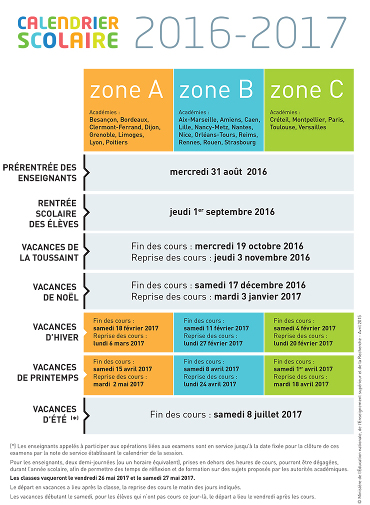 CALENDRIER
SCOLAIRE 2016-2017
zone A
Académies :
Besançon, Bordeaux,
Clermont-Ferrand, Dijon,
Grenoble, Limoges,
Lyon, Poitiers
zone B
Académies :
Aix-Marseille, Amiens, Caen,
Lille, Nancy-Metz, Nantes,
Nice, Orléans-Tours, Reims,
Rennes, Rouen, Strasbourg
zone C
Académies :
Créteil, Montpellier, Paris,
Toulouse, Versailles
PRÉRENTRÉE DES
ENSEIGNANTS
mercredi 31 août 2016
RENTRÉE
SCOLAIRE
DES ÉLÈVES
jeudi 1er septembre 2016
VACANCES DE
LA TOUSSAINT
Fin des cours : mercredi 19 octobre 2016
Reprise des cours : jeudi 3 novembre 2016
VACANCES
DE NOËL
Fin des cours : samedi 17 décembre 2016
Reprise des cours : mardi 3 janvier 2017
VACANCES
D'HIVER
Fin des cours :
samedi 18 février 2017
Reprise des cours :
lundi 6 mars 2017
Fin des cours :
samedi 11 février 2017
Reprise des cours :
lundi 27 février 2017
Fin des cours :
samedi 4 février 2017
Reprise des cours :
lundi 20 février 2017
VACANCES
DE PRINTEMPS
Fin des cours :
samedi 15 avril 2017
Reprise des cours :
mardi 2 mai 2017
Fin des cours :
samedi 8 avril 2017
Reprise des cours :
lundi 24 avril 2017
Fin des cours :
samedi 1er avril 2017
Reprise des cours :
mardi 18 avril 2017
VACANCES
D'ÉTÉ (*)
Fin des cours : samedi 8 juillet 2017
(*) Les enseignants appelés à participer aux opérations liées aux examens sont en service jusqu'à la date fixée pour la clôture de ces
examens par la note de service établissant le calendrier de la session.
Pour les enseignants, deux demi-journées (ou un horaire équivalent), prises en dehors des heures de cours, pourront être dégagées,
durant l'année scolaire, afin de permettre des temps de réflexion et de formation sur des sujets proposés par les autorités académiques.
Les classes vaqueront le vendredi 26 mai 2017 et le samedi 27 mai 2017.
Le départ en vacances a lieu après la classe, la reprise des cours le matin des jours indiqués.
Les vacances débutant le samedi, pour les élèves qui n'ont pas cours ce jour-là, le départ a lieu le vendredi après les cours.
© Ministère de l'Éducation nationale, de l'Enseignement supérieur et de la Recherche - Avril 2015